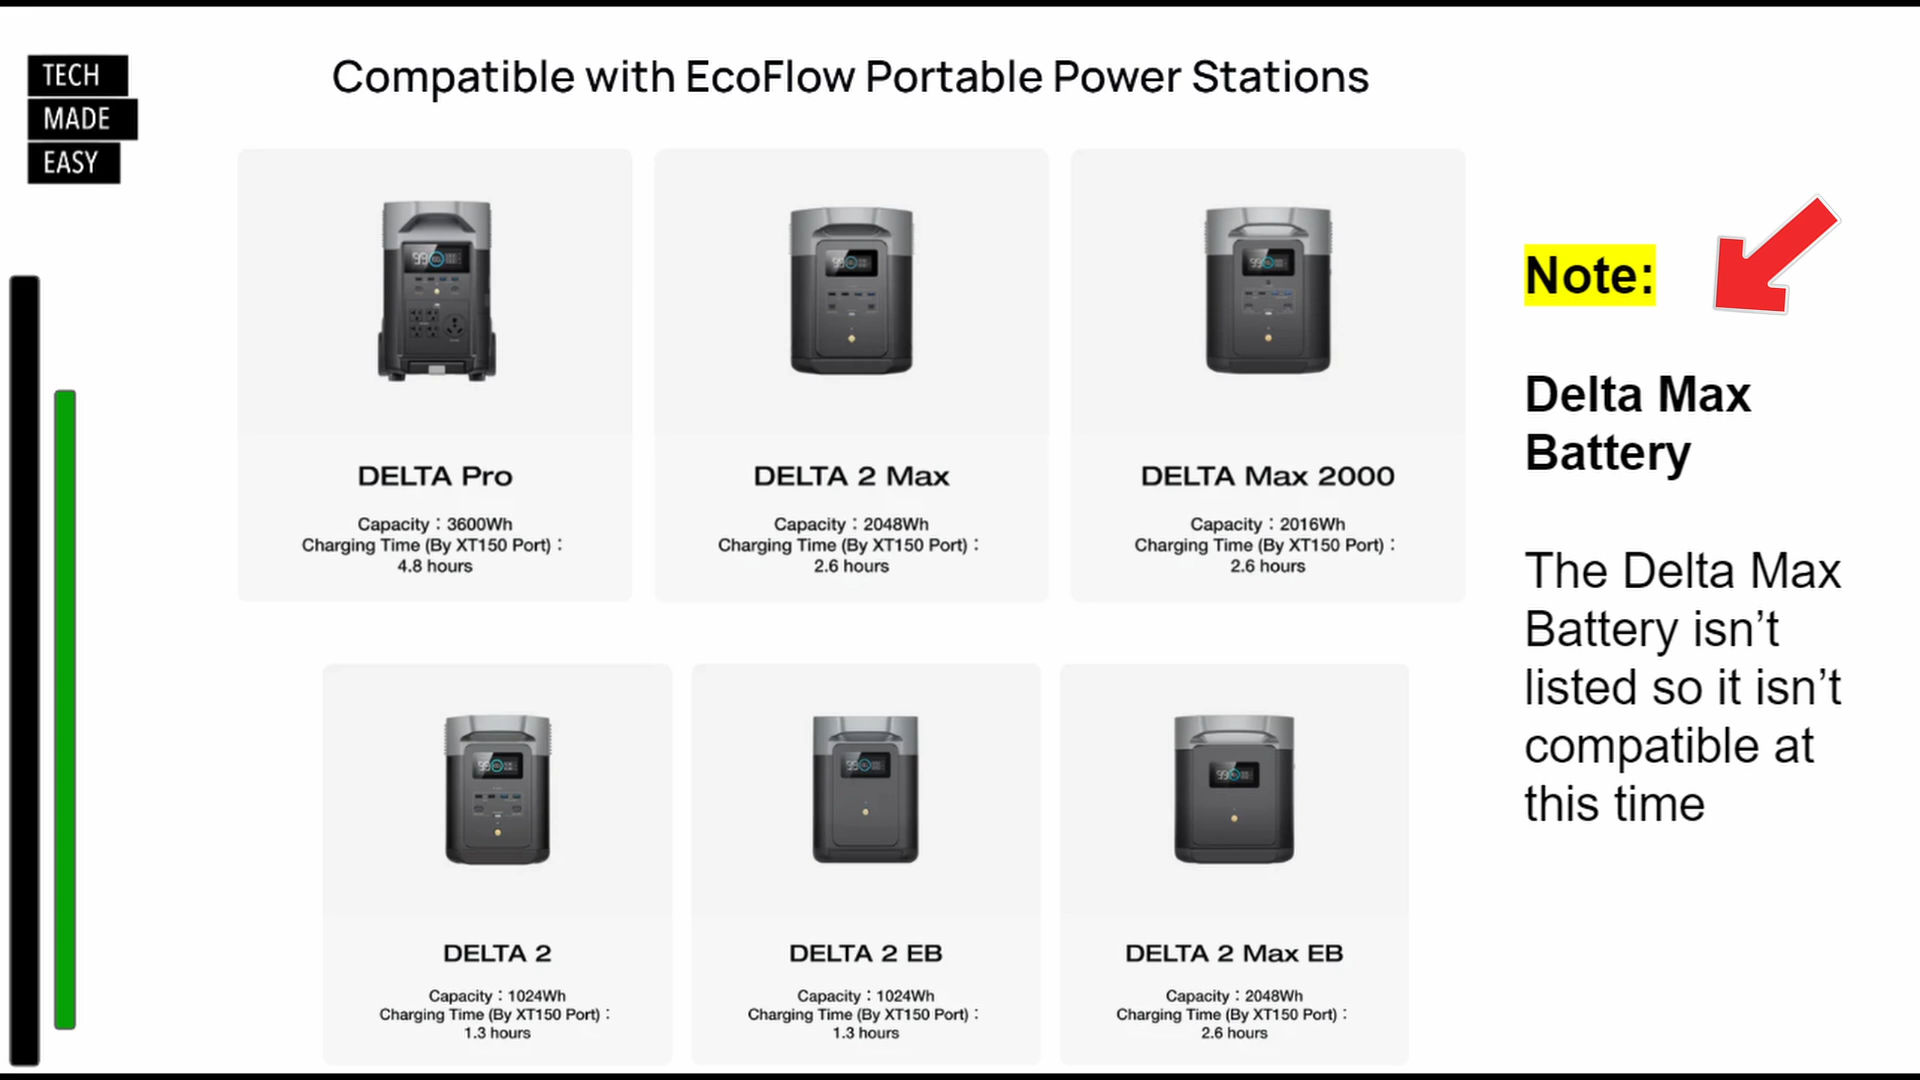 TECH
MADE
EASY
Compatible with EcoFlow Portable Power Stations
DELTA Pro
Capacity：3600Wh
Charging Time (By XT150 Port)：
4.8 hours
DELTA 2 Max
Capacity：2048Wh
Charging Time (By XT150 Port)：
2.6 hours
DELTA Max 2000
Capacity：2016Wh
Charging Time (By XT150 Port)：
2.6 hours
DELTA 2
Capacity：1024Wh
Charging Time (By XT150 Port)：
1.3 hours
DELTA 2 EB
Capacity：1024Wh
Charging Time (By XT150 Port)：
1.3 hours
DELTA 2 Max EB
Capacity：2048Wh
Charging Time (By XT150 Port)：
2.6 hours
Note:
Delta Max
Battery
The Delta Max
Battery isn’t
listed so it isn’t
compatible at
this time